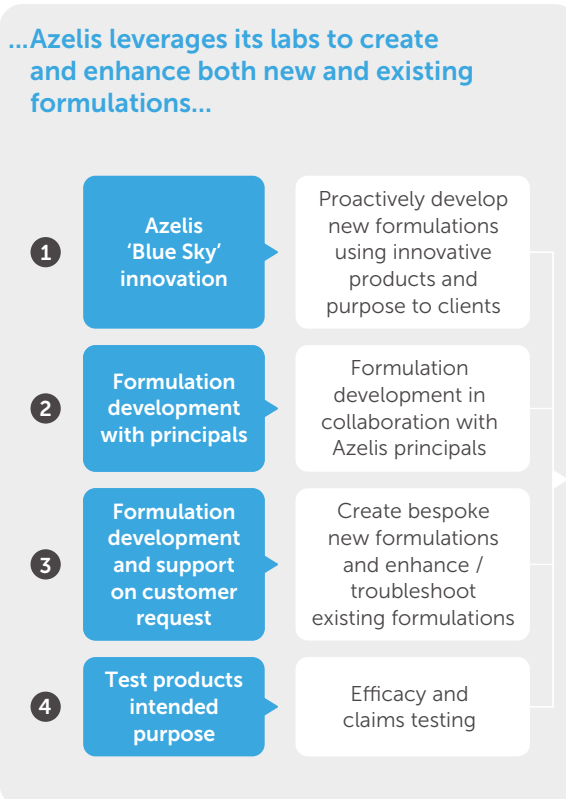 ...Azelis leverages its labs to create
and enhance both new and existing
formulations...
1
Azelis
'Blue Sky'
innovation
Proactively develop
new formulations
using innovative
products and
purpose to clients
2
Formulation
development
with principals
Formulation
development in
collaboration with
Azelis principals
3
Formulation
development
and support
on customer
request
Create bespoke
new formulations
and enhance /
troubleshoot
existing formulations
4
Test products
intended
purpose
Efficacy and
claims testing